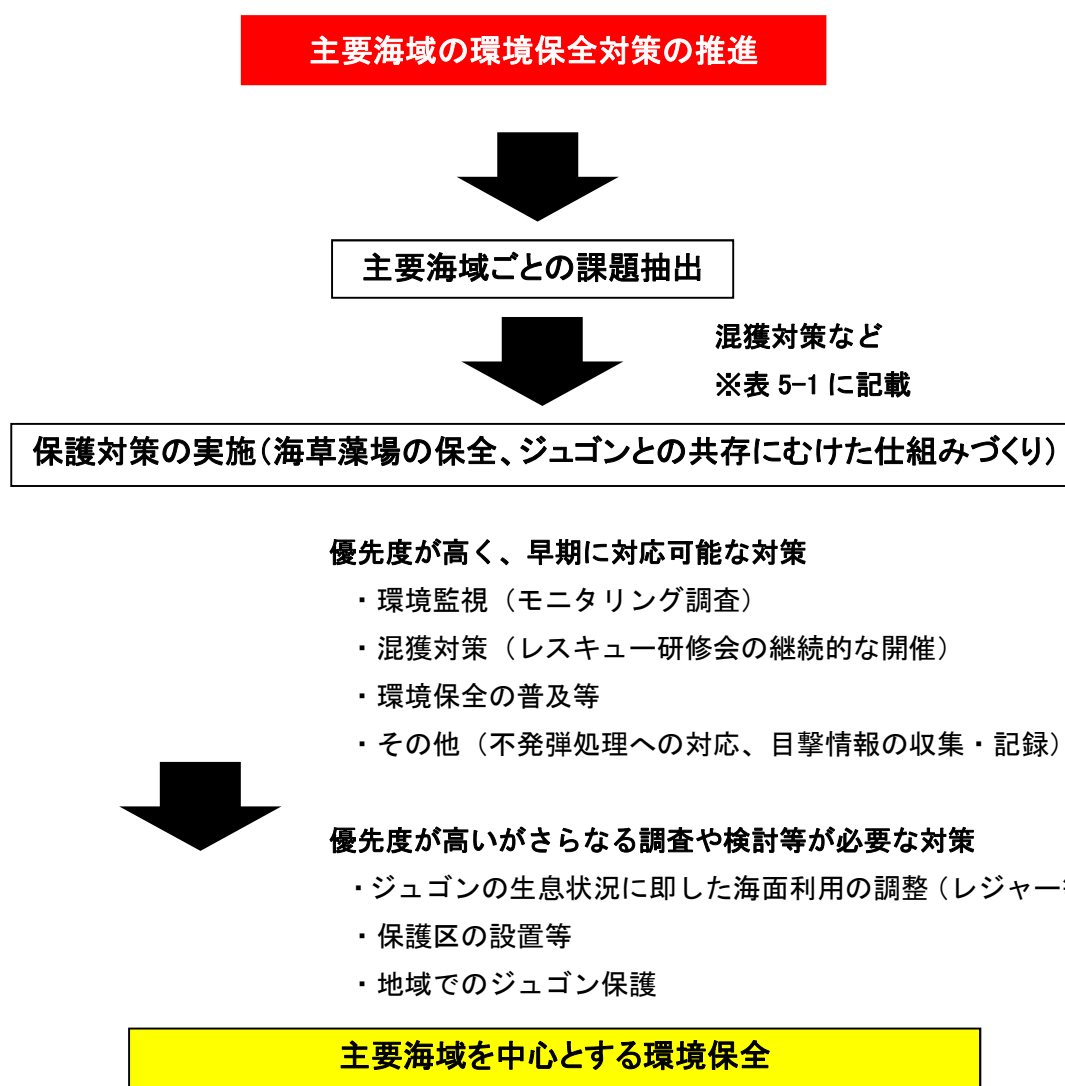 主要海域の環境保全対策の推進
主要海域ごとの課題抽出
混獲対策など
※表 5-1 に記載
保護対策の実施(海草藻場の保全、ジュゴンとの共存にむけた仕組みづくり)
優先度が高く、早期に対応可能な対策
・環境監視（モニタリング調査）
・混獲対策（レスキュー研修会の継続的な開催）
・環境保全の普及等
・その他（不発弾処理への対応、目撃情報の収集・記録）
優先度が高いがさらなる調査や検討等が必要な対策
・ジュゴンの生息状況に即した海面利用の調整（レジャー
・保護区の設置等
・地域でのジュゴン保護
主要海域を中心とする環境保全